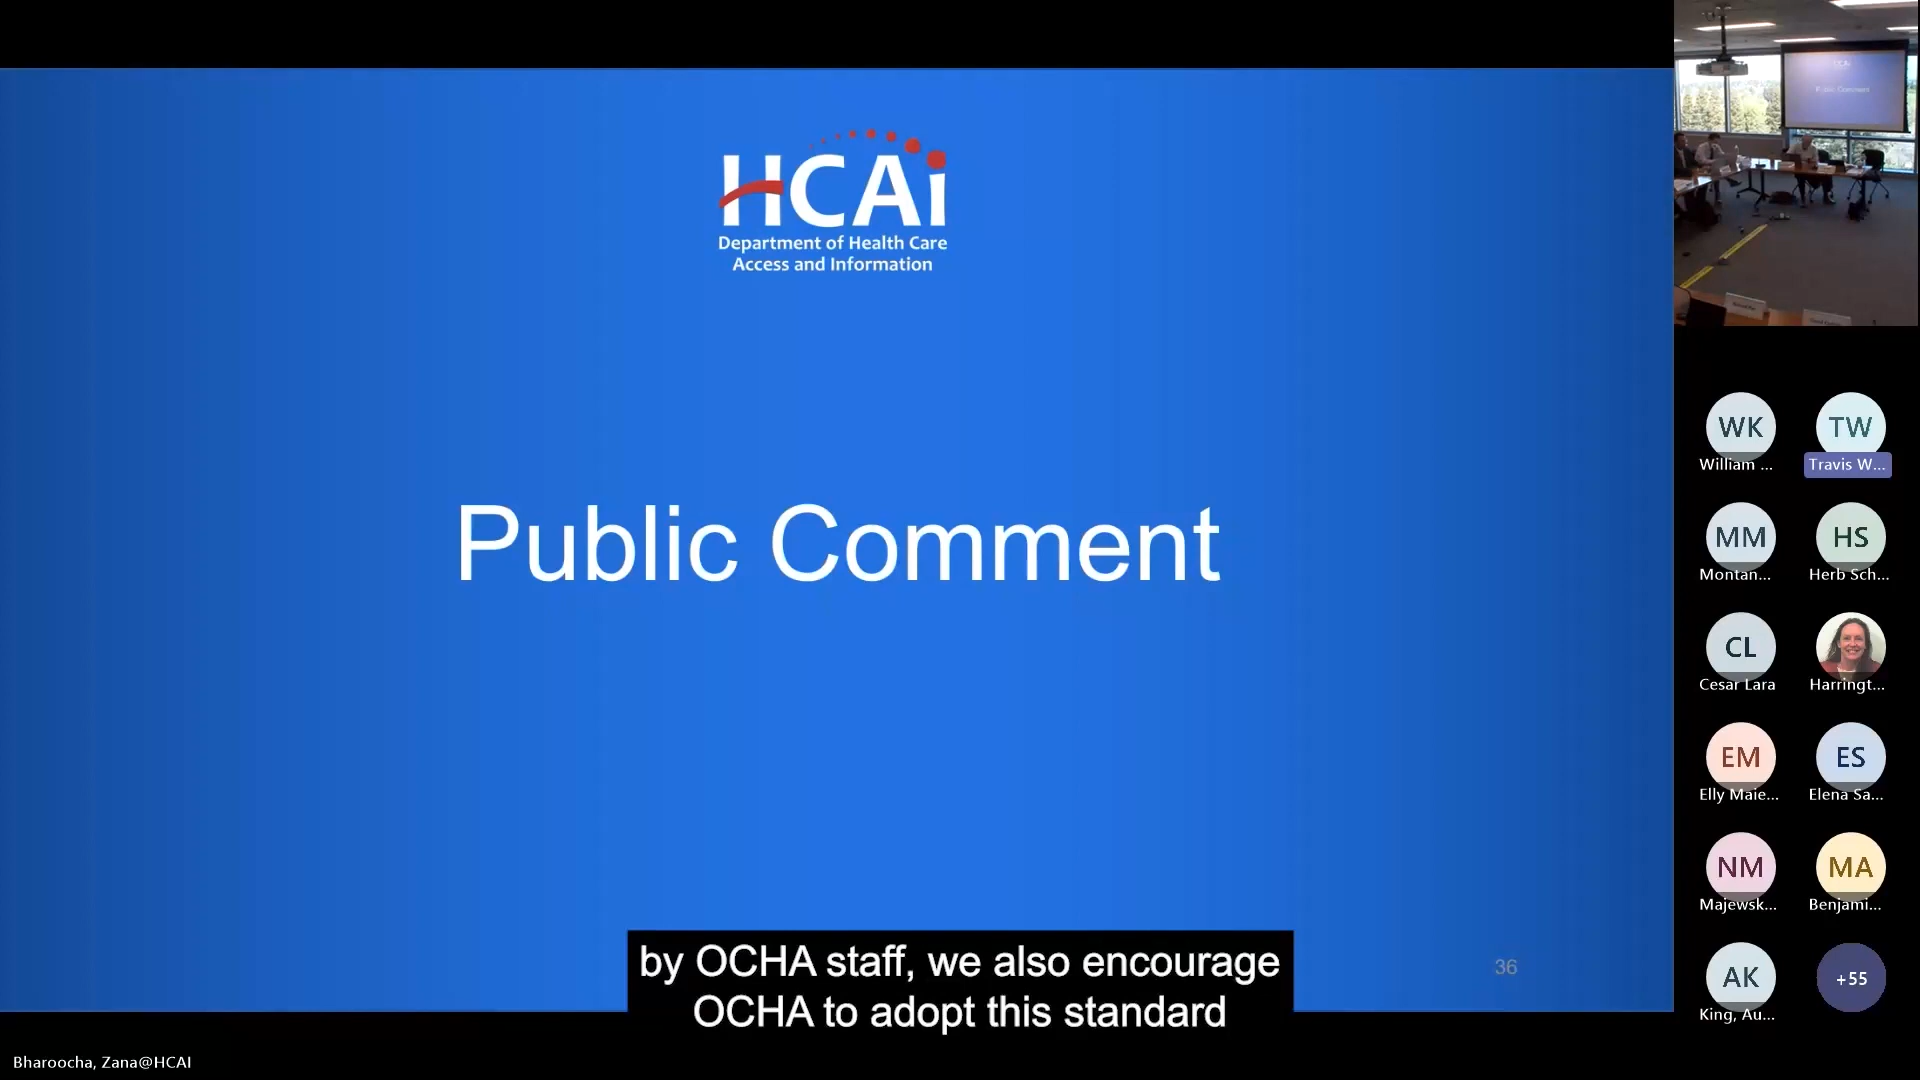 HCAi
Department of Health Care
Access and Information
Public Comment
36
by OCHA staff, we also encourage
OCHA to adopt this standard
Bharoocha, Zana@HCAI
Public Comment
WK
William ...
TW
Travis W...
MM
Montan...
HS
Herb Sch...
CL
Cesar Lara
Harringt...
EM
Elly Maie...
ES
Elena Sa...
NM
Majewsk...
MA
Benjami...
AK
King, Au...
+55